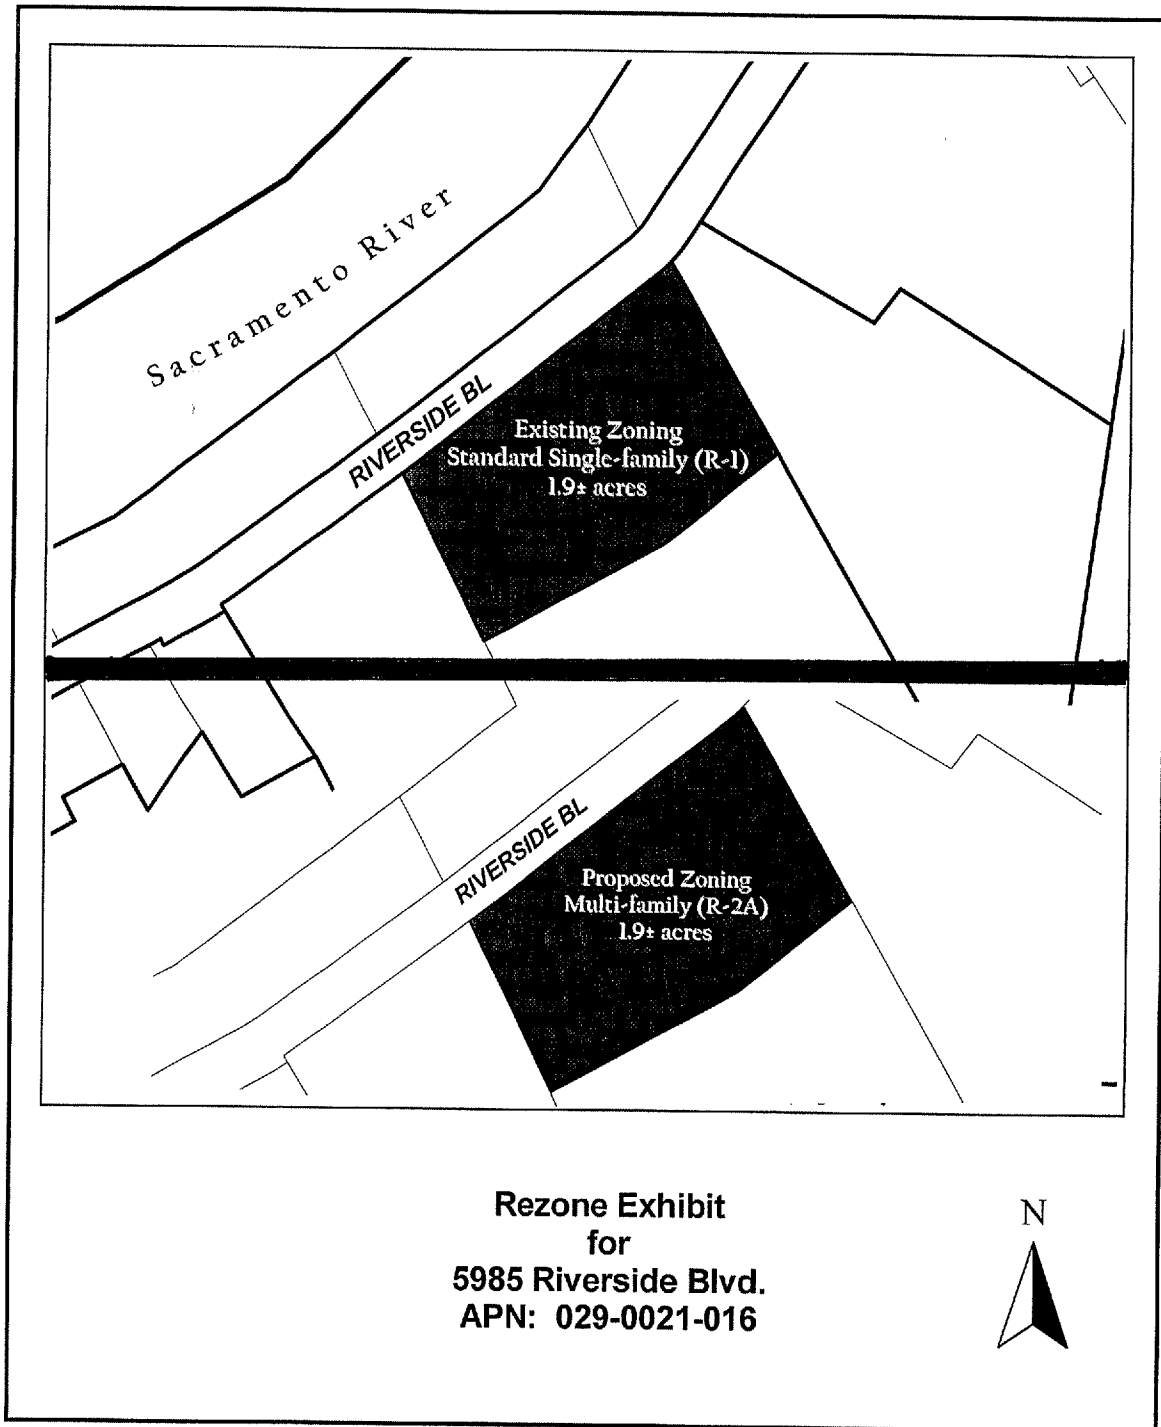 Sacramento River
RIVERSIDE BL
Existing Zoning
Standard Single-family (R-1)
1.9± acres
RIVERSIDE BL
Proposed Zoning
Multi-family (R-2A)
1.9± acres
Rezone Exhibit
for
5985 Riverside Blvd.
APN: 029-0021-016
N